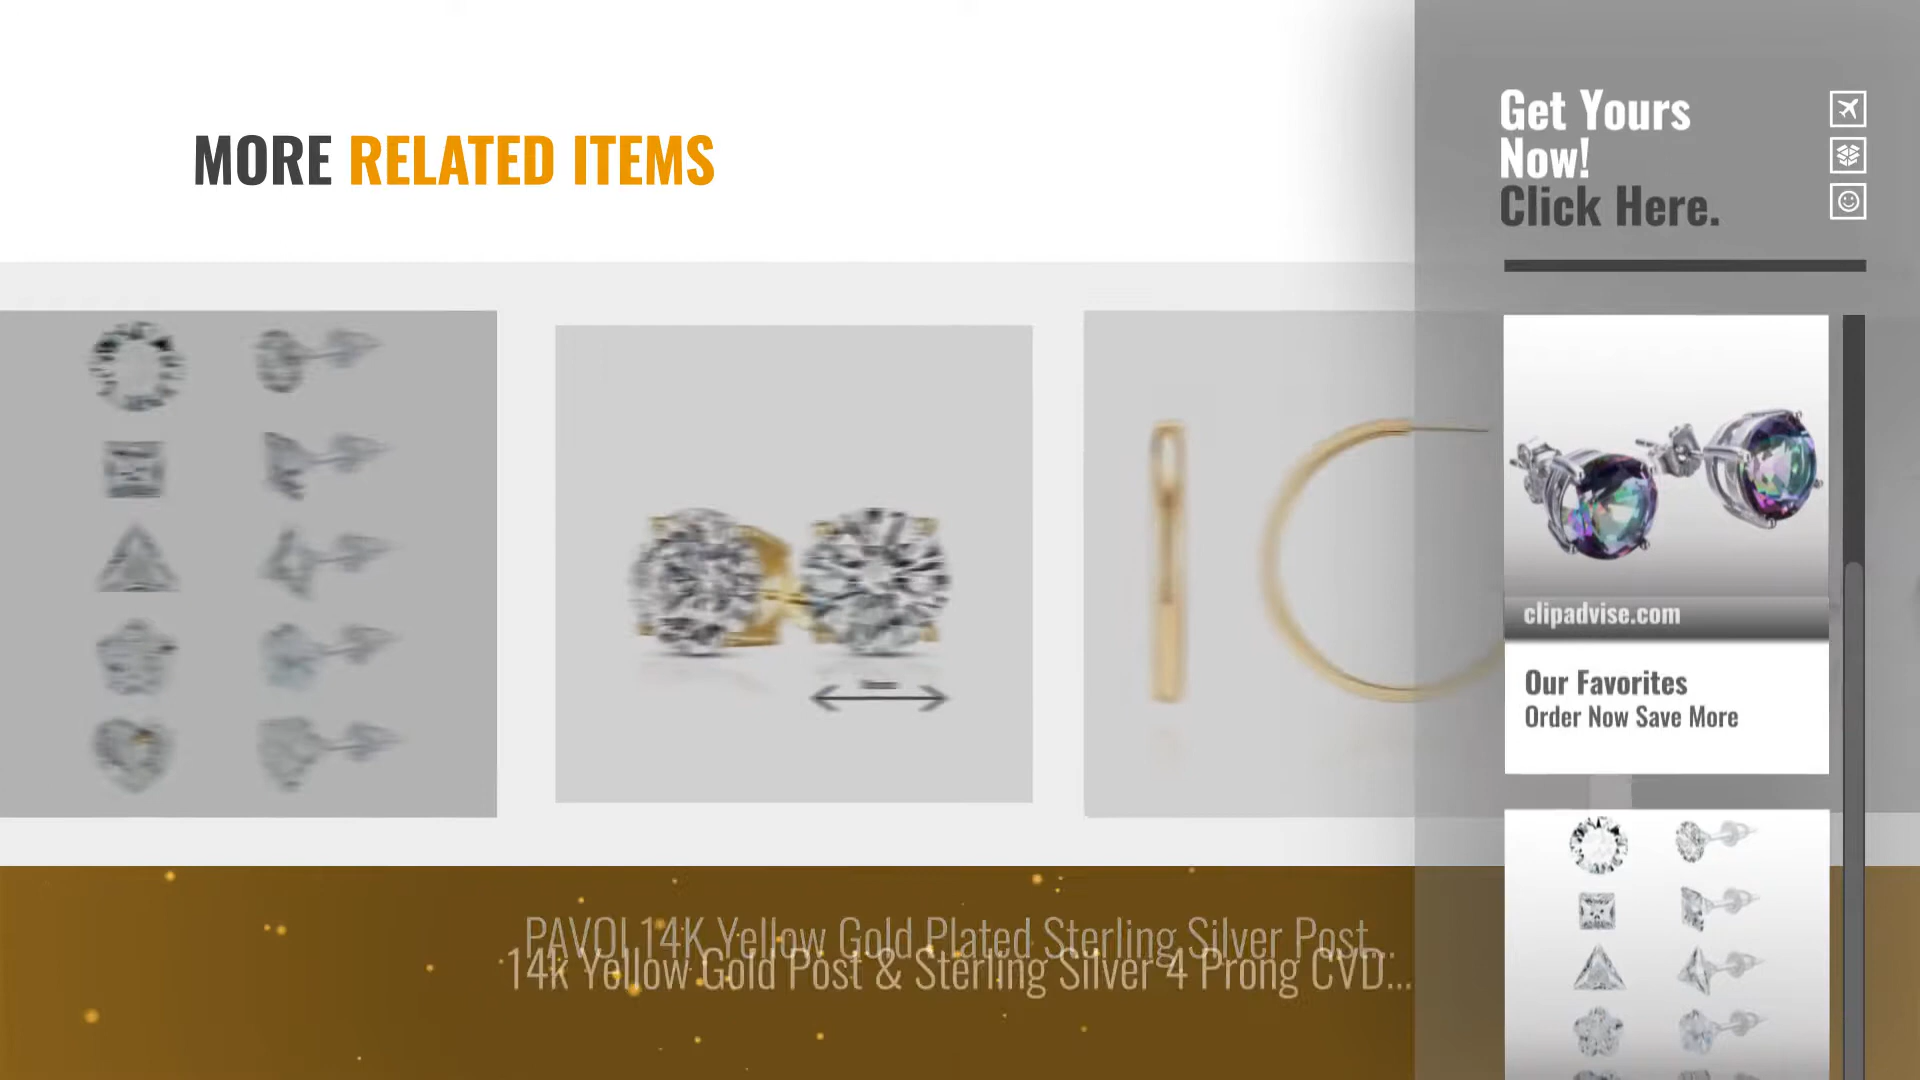 MORE RELATED ITEMS
Get Yours
Now!
Click Here.
clipadvise.com
Our Favorites
Order Now Save More
PAVOI 14K Yellow Gold Plated Sterling Silver Post...
14k Yellow Gold Post & Sterling Silver 4 Prong CVD...